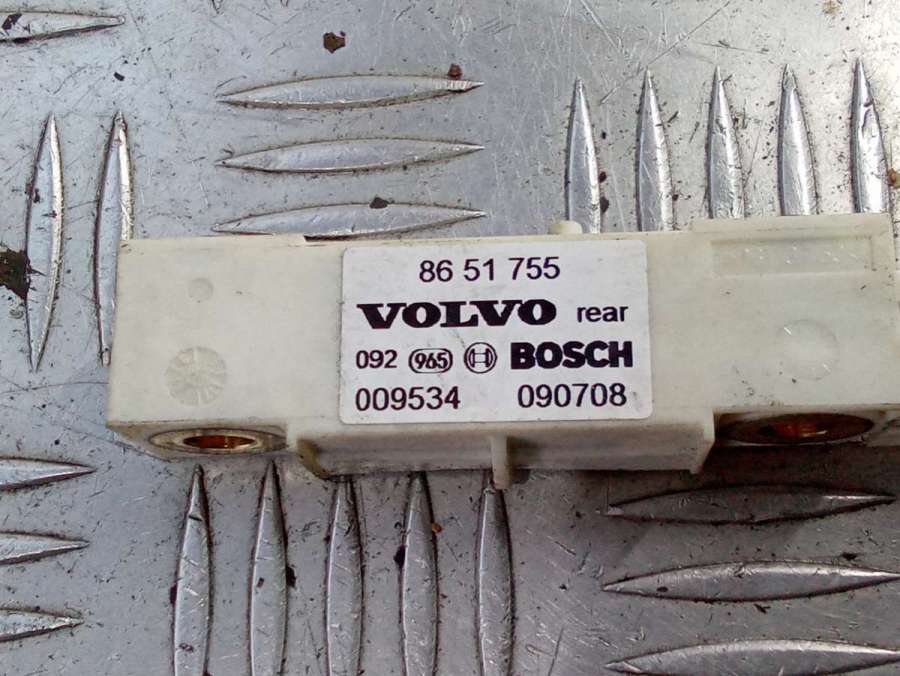 86 51 755
VOLVO rear
092 965 H BOSCH
009534 090708